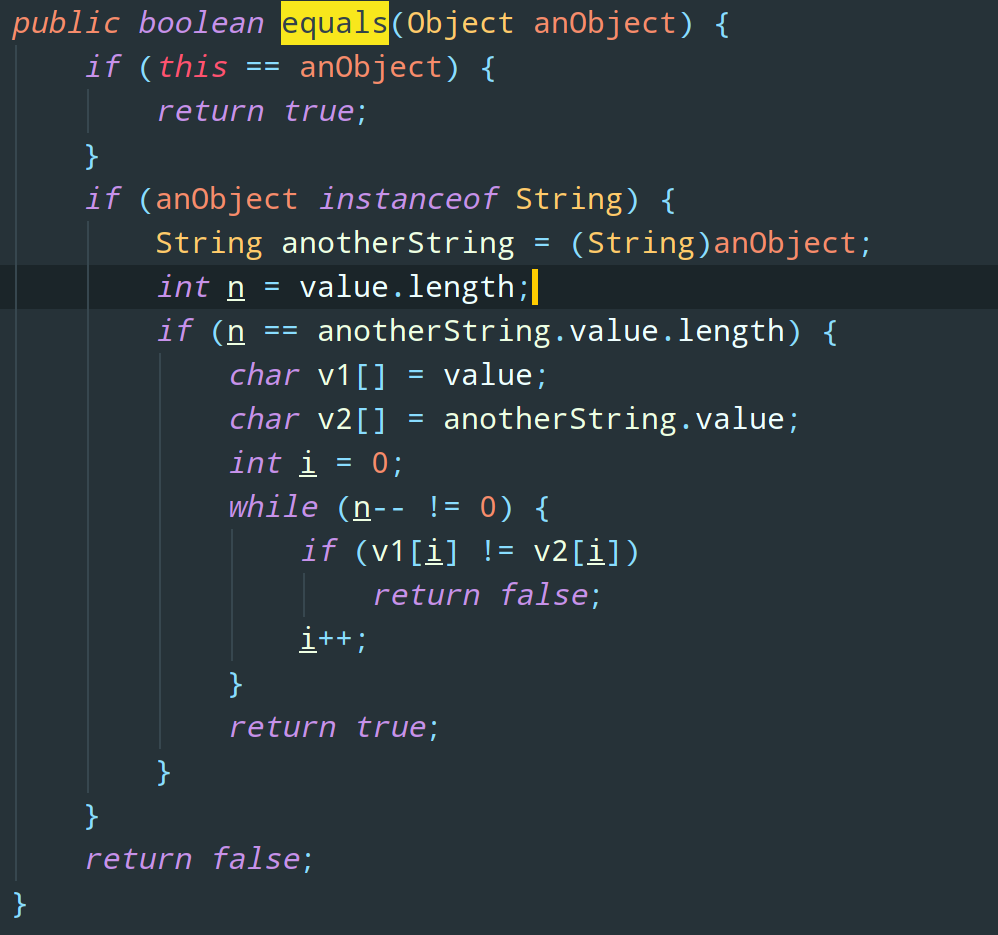 public boolean equals(Object anObject) {
    if (this == anObject) {
        return true;
    }
    if (anObject instanceof String) {
        String anotherString = (String)anObject;
        int n = value.length;
        if (n == anotherString.value.length) {
            char v1[] = value;
            char v2[] = anotherString.value;
            int i = 0;
            while (n-- != 0) {
                if (v1[i] != v2[i])
                    return false;
                i++;
            }
            return true;
        }
    }
    return false;
}